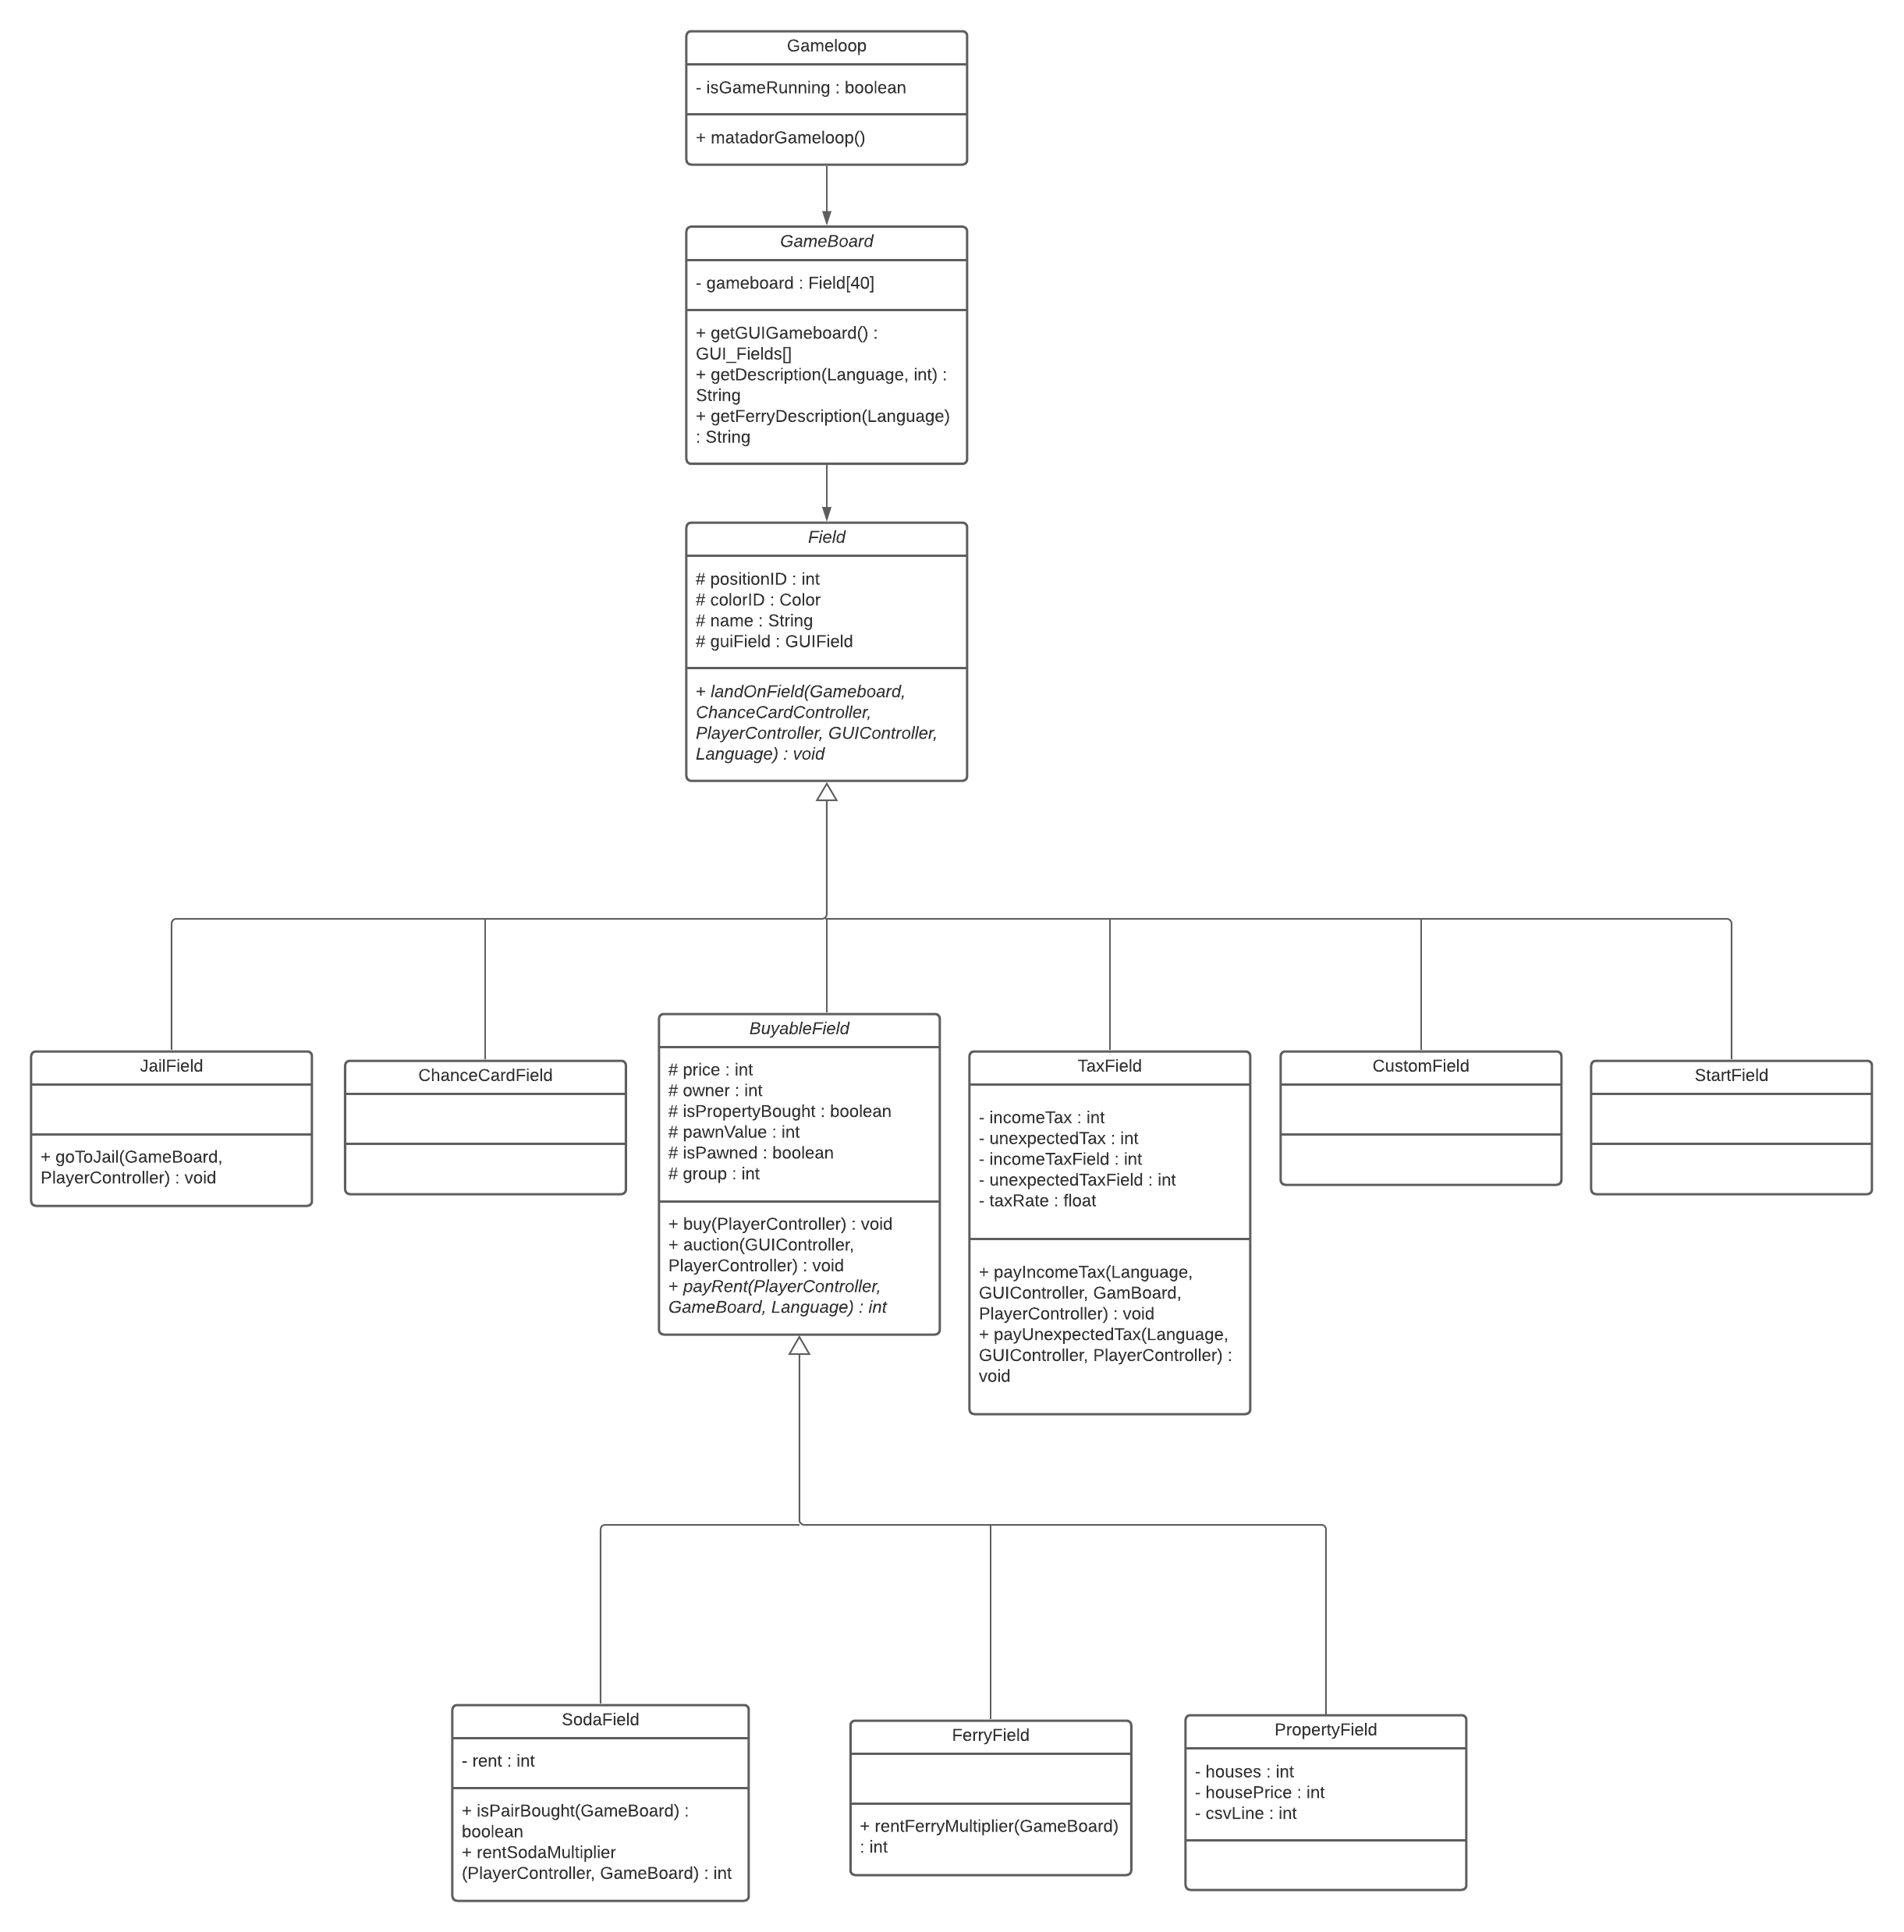 Gameloop
- isGameRunning : boolean
+ matadorGameloop()
GameBoard
- gameboard : Field[40]
+ getGUIGameboard() :
GUI_Fields[]
+ getDescription(Language, int) :
String
+ getFerryDescription(Language)
: String
Field
# positionID : int
# colorID : Color
# name : String
# guiField : GUIField
+ landOnField(Gameboard,
ChanceCardController,
PlayerController, GUIController,
Language) : void
JailField
+ goToJail(GameBoard,
PlayerController) : void
ChanceCardField
BuyableField
# price : int
# owner : int
# isPropertyBought : boolean
# pawnValue : int
# isPawned : boolean
# group : int
+ buy(PlayerController) : void
+ auction(GUIController,
PlayerController) : void
+ payRent(PlayerController,
GameBoard, Language) : int
TaxField
- incomeTax : int
- unexpectedTax : int
- incomeTaxField : int
- unexpectedTaxField : int
- taxRate : float
+ payIncomeTax(Language,
GUIController, GamBoard,
PlayerController) : void
+ payUnexpectedTax(Language,
GUIController, PlayerController) :
void
CustomField
StartField
SodaField
- rent : int
+ isPairBought(GameBoard) :
boolean
+ rentSodaMultiplier
(PlayerController, GameBoard) : int
FerryField
+ rentFerryMultiplier(GameBoard)
: int
PropertyField
- houses : int
- housePrice : int
- csvLine : int